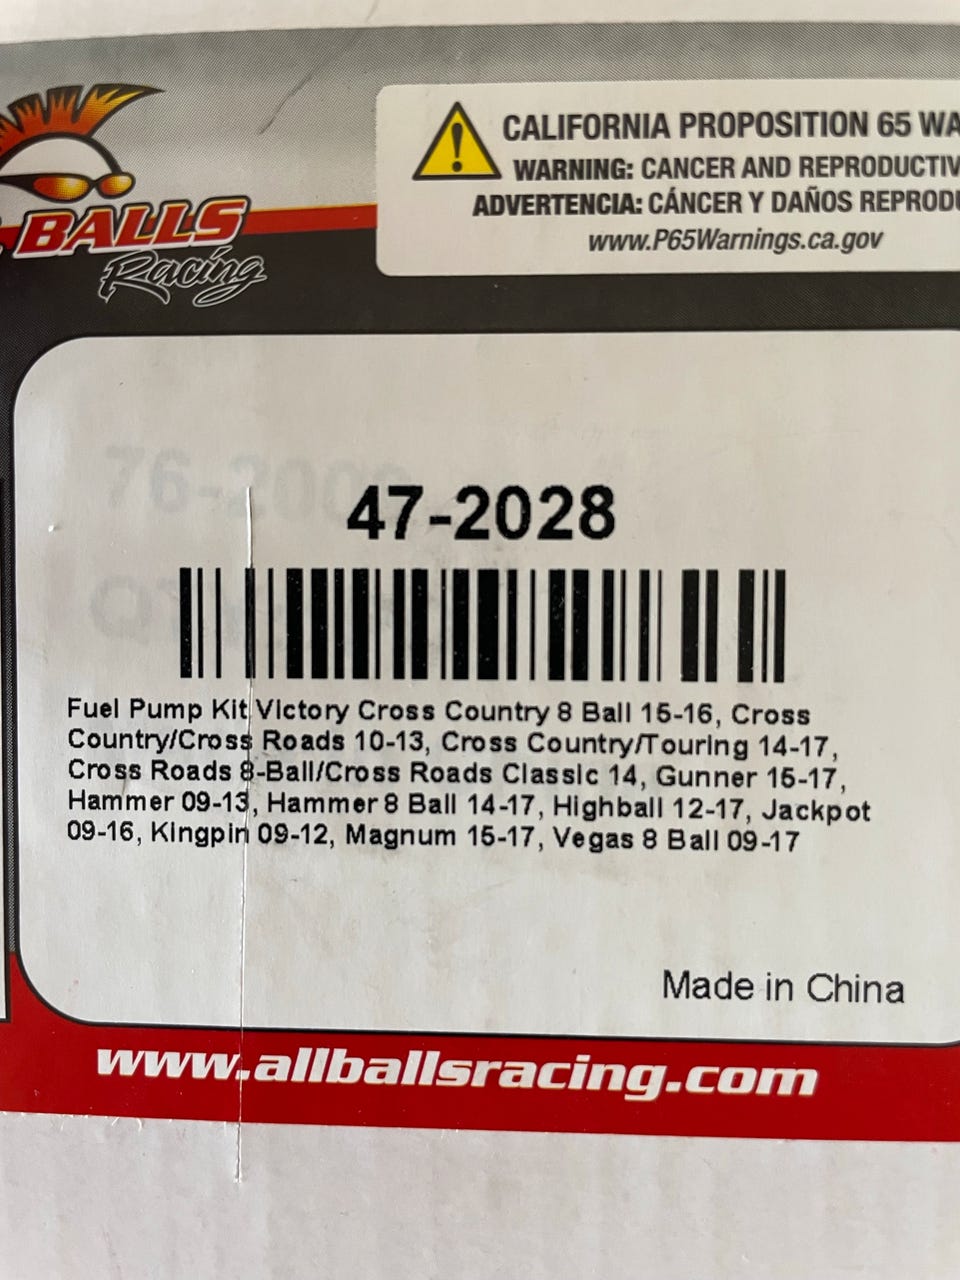 CALIFORNIA PROPOSITION 65 WA
WARNING: CANCER AND REPRODUCTIV
ADVERTENCIA: CÁNCER Y DAÑOS REPRODU
www.P65Warnings.ca.gov
BALLS
Racing
47-2028
Fuel Pump Kit Victory Cross Country 8 Ball 15-16, Cross
Country/Cross Roads 10-13, Cross Country/Touring 14-17,
Cross Roads 8-Ball/Cross Roads Classic 14, Gunner 15-17,
Hammer 09-13, Hammer 8 Ball 14-17, Highball 12-17, Jackpot
09-16, Kingpin 09-12, Magnum 15-17, Vegas 8 Ball 09-17
Made in China
www.allballsracing.com